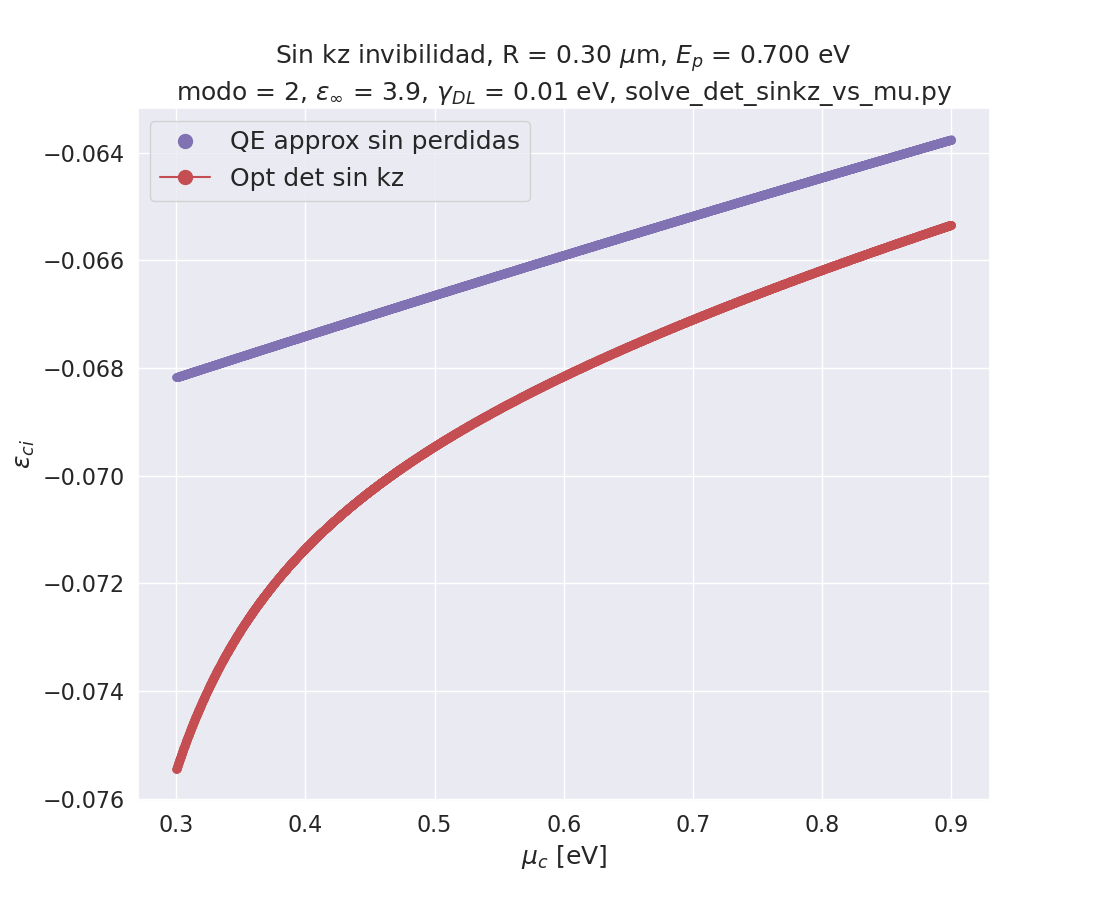 Sin kz invibilidad, R = 0.30 μm, E_p = 0.700 eV
modo = 2, ε_∞ = 3.9, γ_DL = 0.01 eV, solve_det_sinkz_vs_mu.py
QE approx sin perdidas
Opt det sin kz
−0.064
−0.066
−0.068
−0.070
−0.072
−0.074
−0.076
ε_ci
0.3 0.4 0.5 0.6 0.7 0.8 0.9
μ_c [eV]